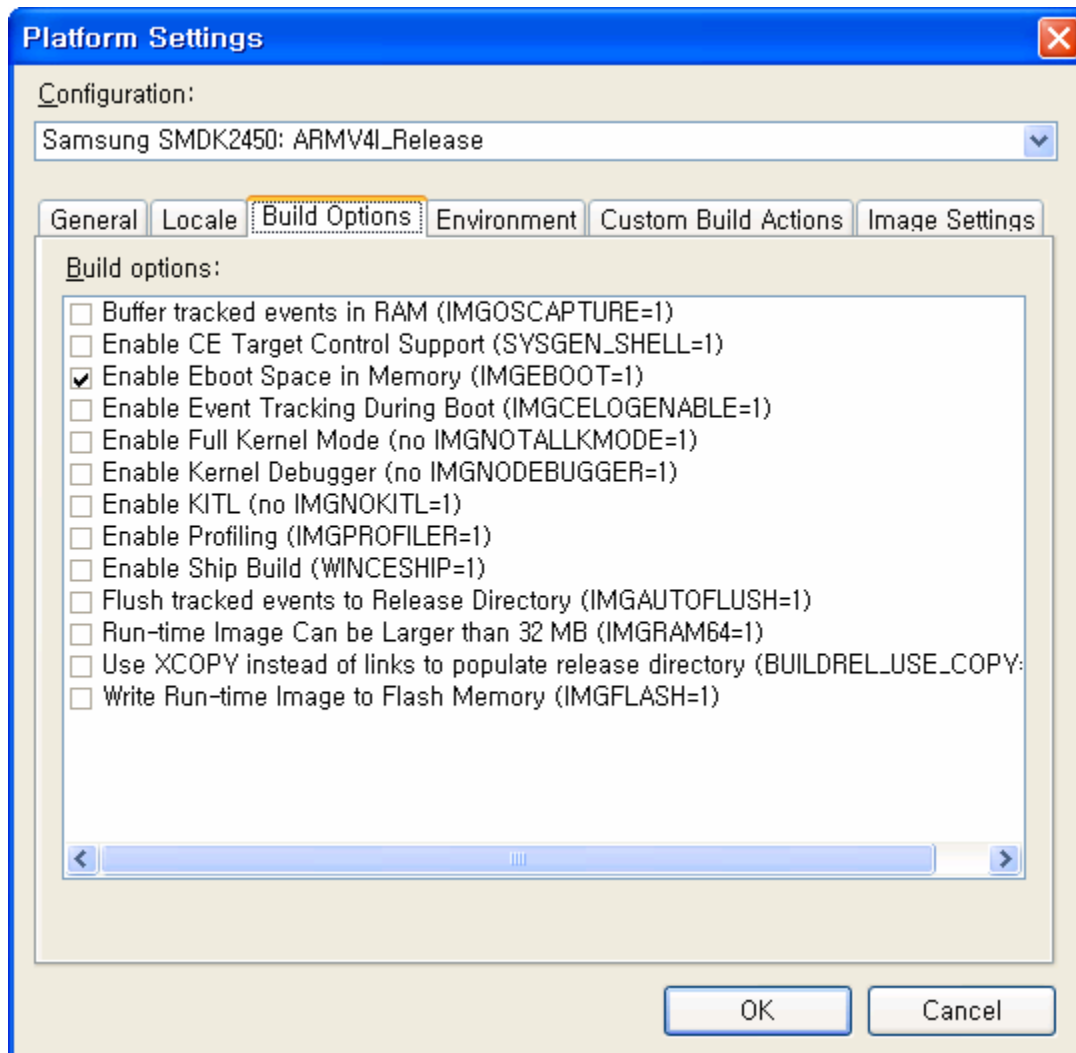 Platform Settings
Configuration:
Samsung SMDK2450: ARMV4I_Release
General Locale Build Options Environment Custom Build Actions Image Settings
Build options:
Buffer tracked events in RAM (IMGOSCAPTURE=1)
Enable CE Target Control Support (SYSGEN_SHELL=1)
Enable Eboot Space in Memory (IMGEBOOT=1)
Enable Event Tracking During Boot (IMGCELOGENABLE=1)
Enable Full Kernel Mode (no IMGNOTALLKMODE=1)
Enable Kernel Debugger (no IMGNODEBUGGER=1)
Enable KITL (no IMGNOKITL=1)
Enable Profiling (IMGPROFILER=1)
Enable Ship Build (WINCESHIP=1)
Flush tracked events to Release Directory (IMGAUTOFLUSH=1)
Run-time Image Can be Larger than 32 MB (IMGRAM64=1)
Use XCOPY instead of links to populate release directory (BUILDREL_USE_COPY=
Write Run-time Image to Flash Memory (IMGFLASH=1)
OK Cancel